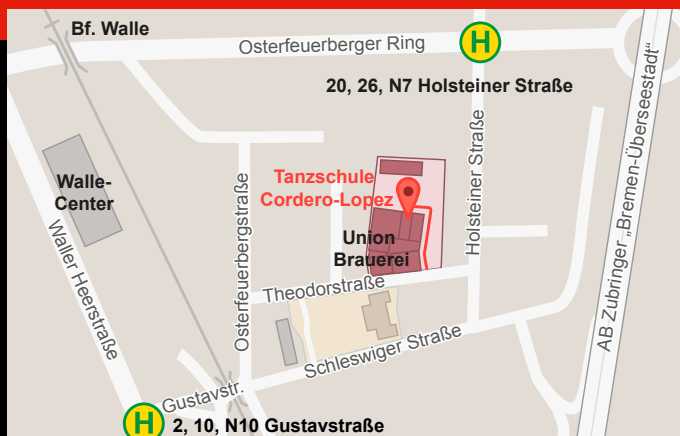 Bf. Walle
Osterfeuerberger Ring
H
20, 26, N7 Holsteiner Straße
AB Zubringer „Bremen-Überseestadt“
Holsteiner Straße
Walle-
Center
Tanzschule
Cordero-Lopez
Union
Brauerei
Osterfeuerbergstraße
Waller Heerstraße
Theodorstraße
Schleswiger Straße
Gustavstr.
H
2, 10, N10 Gustavstraße